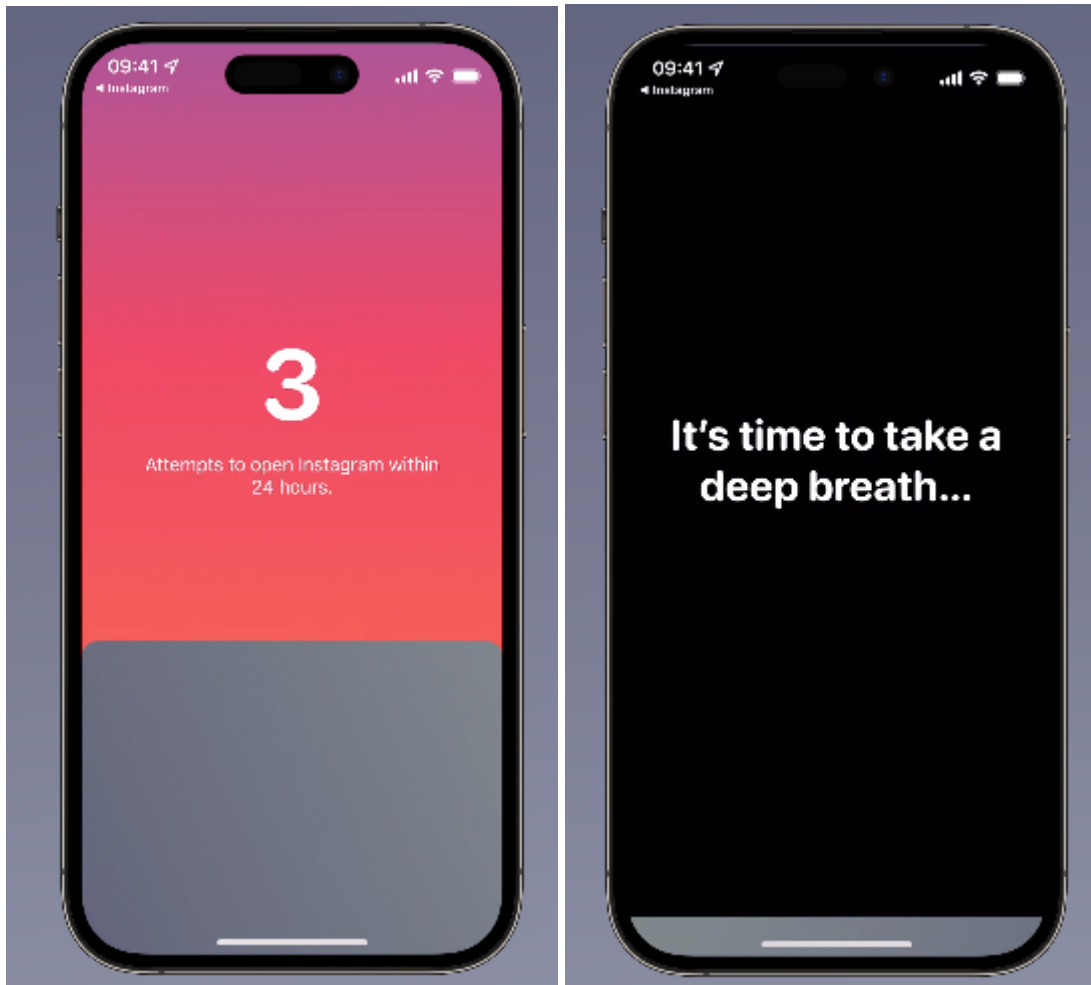 09:41
Instagram
3
Attempts to open Instagram within
24 hours.
09:41
Instagram
It's time to take a
deep breath...